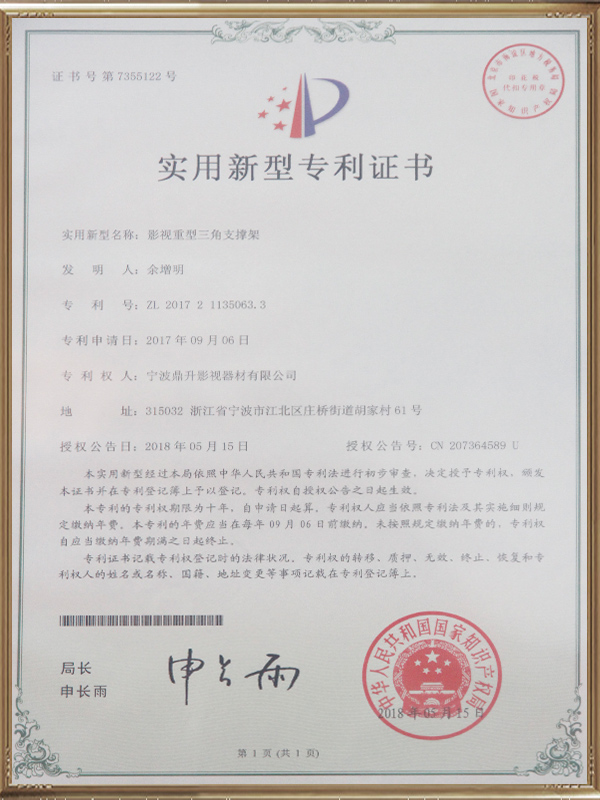 证书号第7355122号
印花税
代扣专用章
实用新型专利证书
实用新型名称：影视重型三角支撑架
发明人：余增明
专利号：ZL 2017 2 1135063.3
专利申请日：2017年09月06日
专利权人：宁波鼎升影视器材有限公司
地址：315032 浙江省宁波市江北区庄桥街道胡家村61号
授权公告日：2018年05月15日 授权公告号：CN 207364589 U
本实用新型经过本局依照中华人民共和国专利法进行初步审查，决定授予专利权，颁发
本证书并在专利登记簿上予以登记。专利权自授权公告之日起生效。
本专利的专利权期限为十年，自申请日起算。专利权人应当依照专利法及其实施细则规
定缴纳年费。本专利的年费应当在每年09月06日前缴纳。未按照规定缴纳年费的，专利权
自应当缴纳年费期满之日起终止。
专利证书记载专利权登记时的法律状况。专利权的转移、质押、无效、终止、恢复和专
利权人的姓名或名称、国籍、地址变更等事项记载在专利登记簿上。
局长
申长雨
申长雨
中华人民共和国国家知识产权局
2018年05月15日
第1页(共1页)